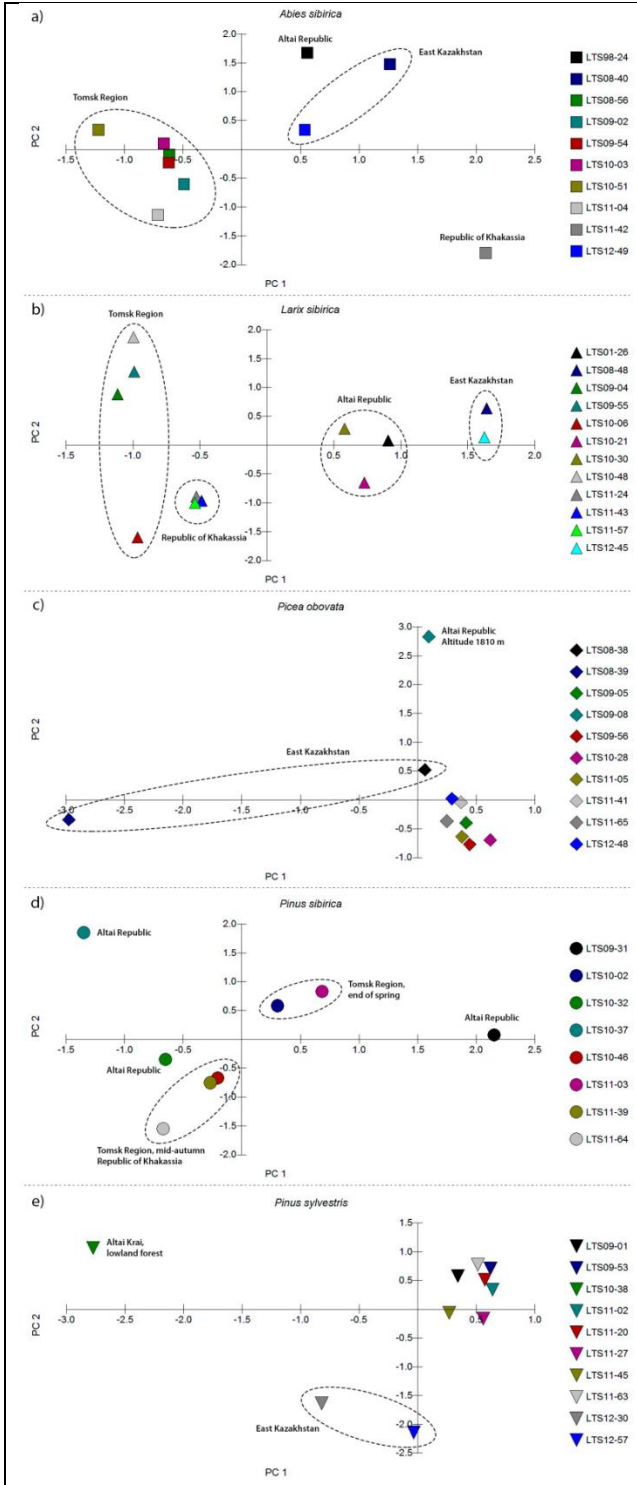 a)
Abies sibirica
2.0
Altai Republic
East Kazakhstan
1.5
1.0
Tomsk Region
0.5
-1.5
-1.0
-0.5
0.5
1.0
1.5
2.0
2.5
-0.5
-1.0
-1.5
Republic of Khakassia
-2.0
PC 2
PC 1
LTS98-24
LTS08-40
LTS08-56
LTS09-02
LTS09-54
LTS10-03
LTS10-51
LTS11-04
LTS11-42
LTS12-49
b)
Larix sibirica
Tomsk Region
2.0
1.5
1.0
East Kazakhstan
Altai Republic
0.5
-1.5
-1.0
-0.5
0.5
1.0
1.5
2.0
-0.5
-1.0
Republic of Khakassia
-1.5
-2.0
PC 2
PC 1
LTS01-26
LTS08-48
LTS09-04
LTS09-55
LTS10-06
LTS10-21
LTS10-30
LTS10-48
LTS11-24
LTS11-43
LTS11-57
LTS12-45
c)
Picea obovata
3.0
Altai Republic
Altitude 1810 m
2.5
2.0
1.5
1.0
East Kazakhstan
0.5
-3.0
-2.5
-2.0
-1.5
-1.0
-0.5
0.5
1.0
-0.5
-1.0
PC 2
PC 1
LTS08-38
LTS08-39
LTS09-05
LTS09-08
LTS09-56
LTS10-28
LTS11-05
LTS11-41
LTS11-65
LTS12-48
d)
Pinus sibirica
2.0
Altai Republic
1.5
Tomsk Region,
end of spring
1.0
0.5
Altai Republic
-1.5
-1.0
-0.5
0.5
1.0
1.5
2.0
2.5
Altai Republic
-0.5
-1.0
-1.5
Tomsk Region, mid-autumn
Republic of Khakassia
-2.0
PC 2
PC 1
LTS09-31
LTS10-02
LTS10-32
LTS10-37
LTS10-46
LTS11-03
LTS11-39
LTS11-64
e)
Pinus sylvestris
1.5
Altai Krai,
lowland forest
1.0
0.5
-3.0
-2.5
-2.0
-1.5
-1.0
-0.5
0.5
1.0
-0.5
-1.0
-1.5
East Kazakhstan
-2.0
-2.5
PC 2
PC 1
LTS09-01
LTS09-53
LTS10-38
LTS11-02
LTS11-20
LTS11-27
LTS11-45
LTS11-63
LTS12-30
LTS12-57